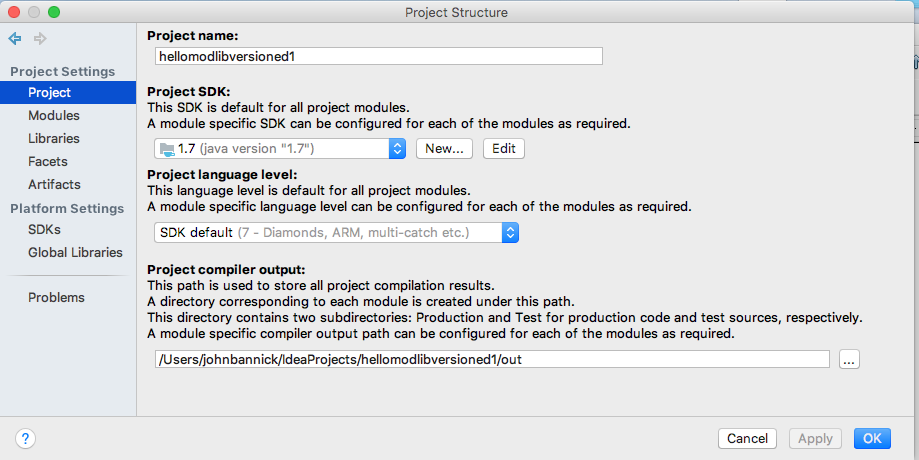 Project Structure
Project Settings
Project
Modules
Libraries
Facets
Artifacts
Platform Settings
SDKs
Global Libraries
Problems
Project name:
hellomodlibversioned1
Project SDK:
This SDK is default for all project modules.
A module specific SDK can be configured for each of the modules as required.
1.7 (java version "1.7")
New...
Edit
Project language level:
This language level is default for all project modules.
A module specific language level can be configured for each of the modules as required.
SDK default (7 - Diamonds, ARM, multi-catch etc.)
Project compiler output:
This path is used to store all project compilation results.
A directory corresponding to each module is created under this path.
This directory contains two subdirectories: Production and Test for production code and test sources, respectively.
A module specific compiler output path can be configured for each of the modules as required.
/Users/johnbannick/IdeaProjects/hellomodlibversioned1/out
...
?
Cancel
Apply
OK